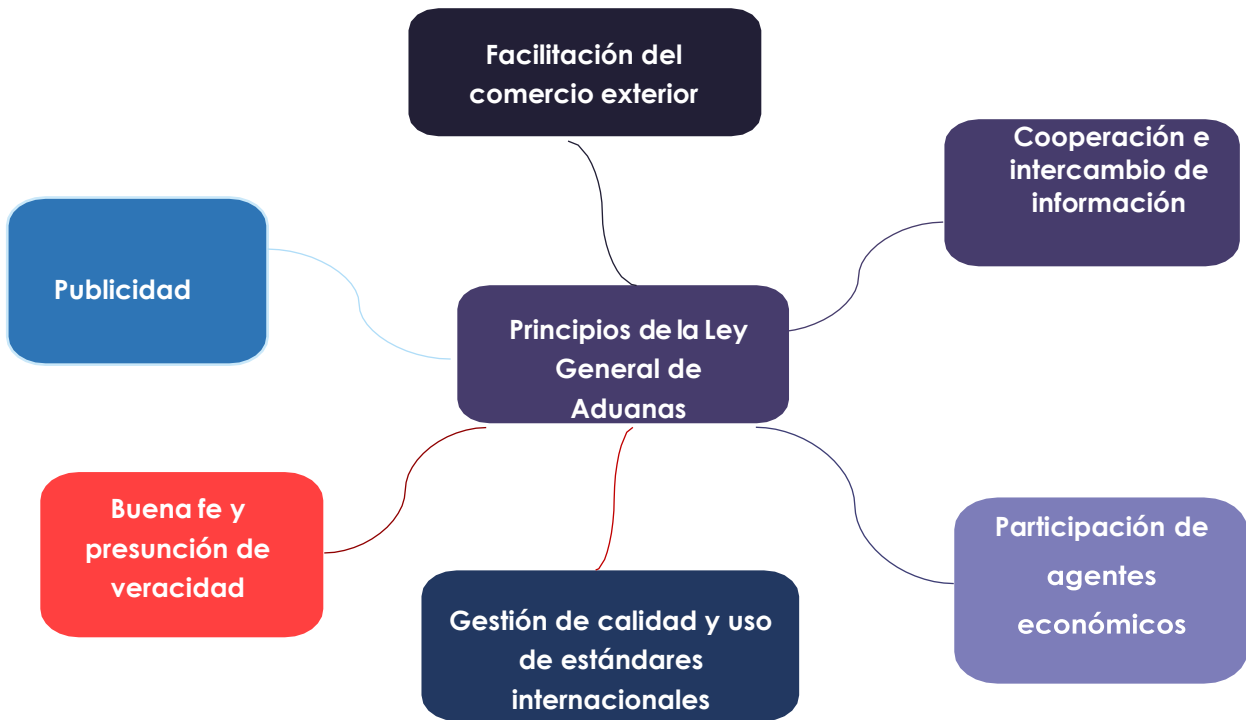 Facilitación del
comercio exterior
Cooperación e
intercambio de
información
Publicidad
Principios de la Ley
General de
Aduanas
Buena fe y
presunción de
veracidad
Participación de
agentes
económicos
Gestión de calidad y uso
de estándares
internacionales